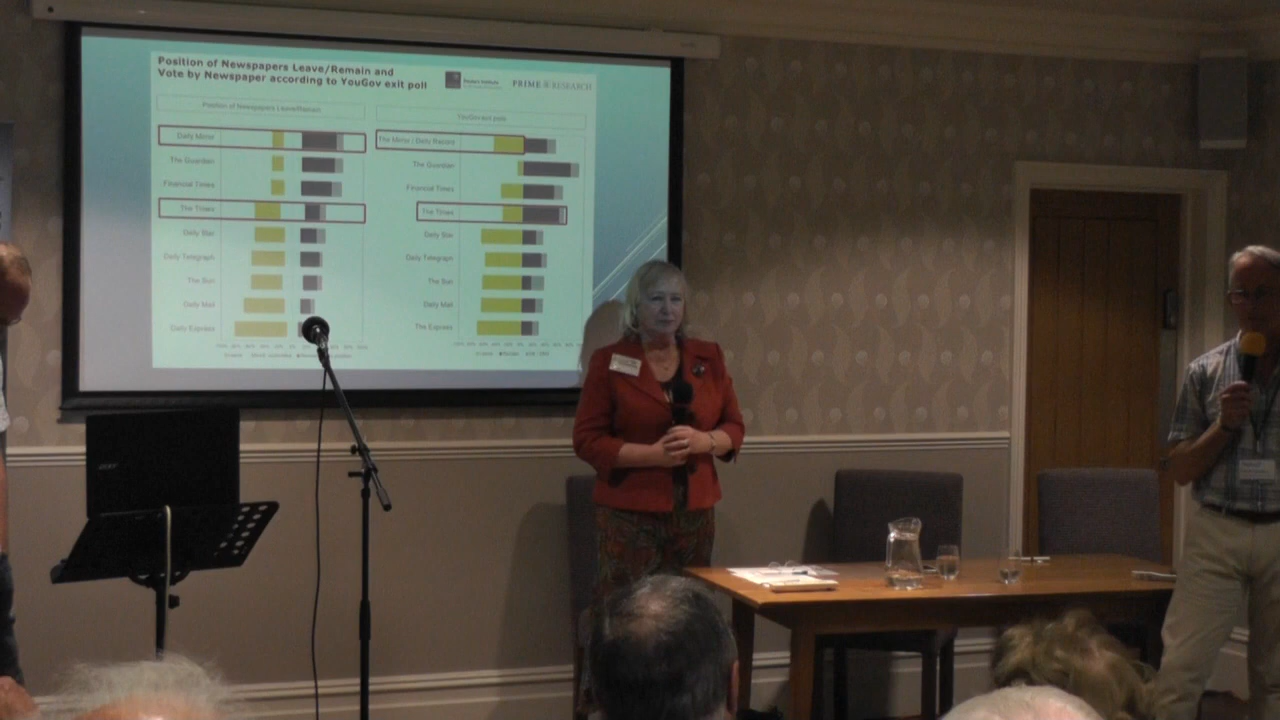 Position of Newspapers Leave/Remain and
Vote by Newspaper according to YouGov exit poll
PRIME RESEARCH
Position of Newspapers Leave/Remain
YouGov exit polls
Daily Mirror
The Guardian
Financial Times
The Times
Daily Star
Daily Telegraph
The Sun
Daily Mail
Daily Express
The Mirror / Daily Record
The Guardian
Financial Times
The Times
Daily Star
Daily Telegraph
The Sun
Daily Mail
The Express
acer